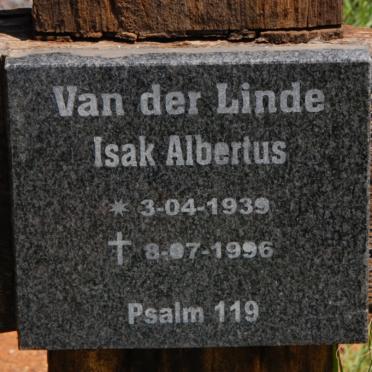 Van der Linde
Isak Albertus
* 3-04-1939
† 8-07-1996
Psalm 119